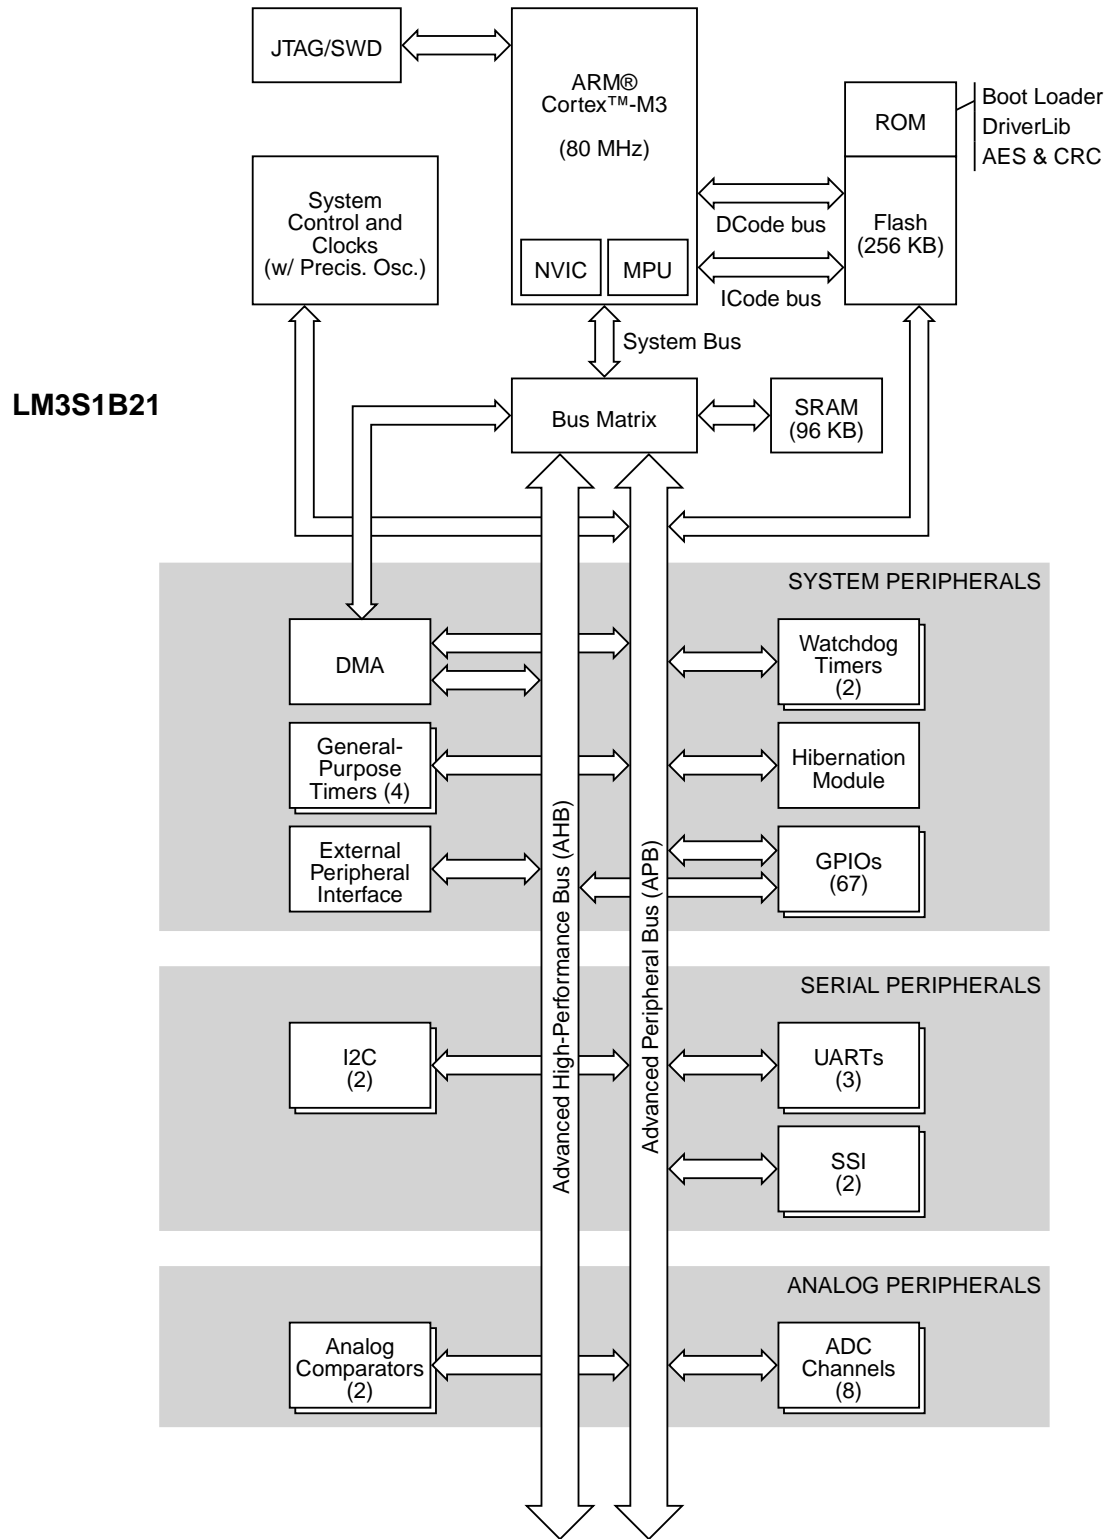 JTAG/SWD
ARM®
Cortex™-M3
(80 MHz)
NVIC
MPU
ROM
Boot Loader
DriverLib
AES & CRC
Flash
(256 KB)
DCode bus
ICode bus
System
Control and
Clocks
(w/ Precis. Osc.)
System Bus
LM3S1B21
Bus Matrix
SRAM
(96 KB)
SYSTEM PERIPHERALS
DMA
Watchdog
Timers
(2)
General-
Purpose
Timers (4)
Hibernation
Module
External
Peripheral
Interface
GPIOs
(67)
Advanced High-Performance Bus (AHB)
Advanced Peripheral Bus (APB)
SERIAL PERIPHERALS
I2C
(2)
UARTs
(3)
SSI
(2)
ANALOG PERIPHERALS
Analog
Comparators
(2)
ADC
Channels
(8)